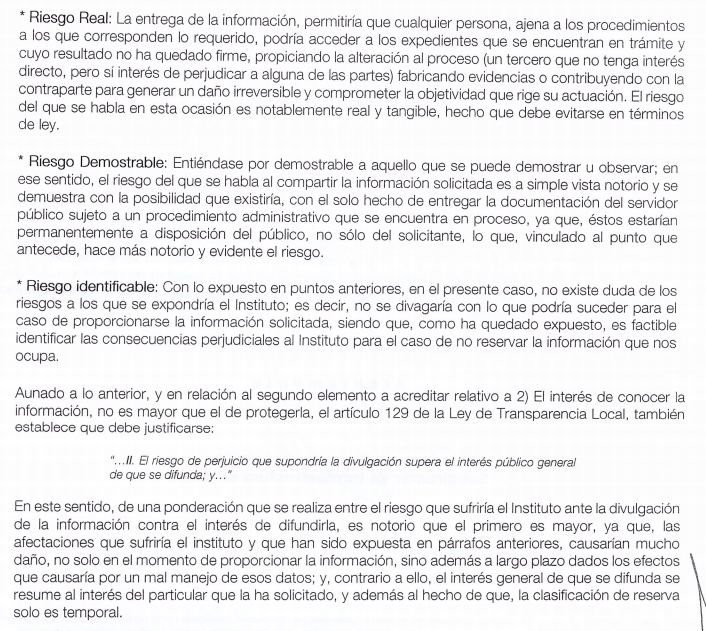 * Riesgo Real: La entrega de la información, permitiría que cualquier persona, ajena a los procedimientos
a los que corresponden lo requerido, podría acceder a los expedientes que se encuentran en trámite y
cuyo resultado no ha quedado firme, propiciando la alteración al proceso (un tercero que no tenga interés
directo, pero sí interés de perjudicar a alguna de las partes) fabricando evidencias o contribuyendo con la
contraparte para generar un daño irreversible y comprometer la objetividad que rige su actuación. El riesgo
del que se habla en esta ocasión es notablemente real y tangible, hecho que debe evitarse en términos
de ley.
* Riesgo Demostrable: Entiéndase por demostrable a aquello que se puede demostrar u observar; en
ese sentido, el riesgo del que se habla al compartir la información solicitada es a simple vista notorio y se
demuestra con la posibilidad que existiría, con el solo hecho de entregar la documentación del servidor
público sujeto a un procedimiento administrativo que se encuentra en proceso, ya que, éstos estarían
permanentemente a disposición del público, no sólo del solicitante, lo que, vinculado al punto que
antecede, hace más notorio y evidente el riesgo.
* Riesgo identificable: Con lo expuesto en puntos anteriores, en el presente caso, no existe duda de los
riesgos a los que se expondría el Instituto; es decir, no se divagaría con lo que podría suceder para el
caso de proporcionarse la información solicitada, siendo que, como ha quedado expuesto, es factible
identificar las consecuencias perjudiciales al Instituto para el caso de no reservar la información que nos
ocupa.
Aunado a lo anterior, y en relación al segundo elemento a acreditar relativo a 2) El interés de conocer la
información, no es mayor que el de protegerla, el artículo 129 de la Ley de Transparencia Local, también
establece que debe justificarse:
"...II. El riesgo de perjuicio que supondría la divulgación supera el interés público general
de que se difunda; y..."
En este sentido, de una ponderación que se realiza entre el riesgo que sufriría el Instituto ante la divulgación
de la información contra el interés de difundirla, es notorio que el primero es mayor, ya que, las
afectaciones que sufriría el instituto y que han sido expuesta en párrafos anteriores, causarían mucho
daño, no solo en el momento de proporcionar la información, sino además a largo plazo dados los efectos
que causaría por un mal manejo de esos datos; y, contrario a ello, el interés general de que se difunda se
resume al interés del particular que la ha solicitado, y además al hecho de que, la clasificación de reserva
solo es temporal.